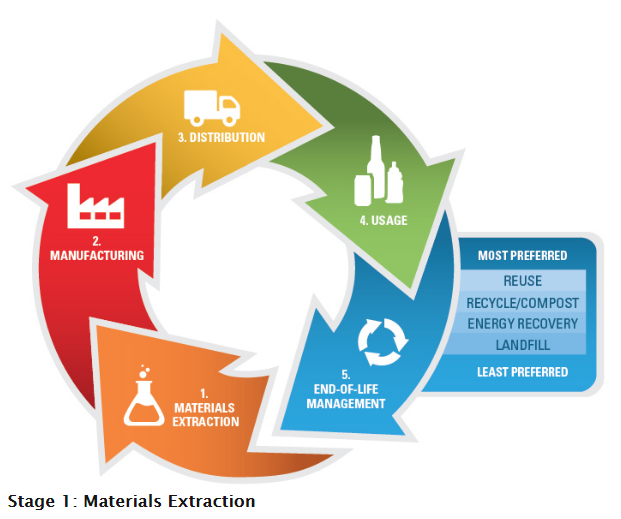 3. DISTRIBUTION
4. USAGE
2.
MANUFACTURING
MOST PREFERRED
REUSE
RECYCLE/COMPOST
ENERGY RECOVERY
LANDFILL
LEAST PREFERRED
5.
END-OF-LIFE
MANAGEMENT
1.
MATERIALS
EXTRACTION
Stage 1: Materials Extraction